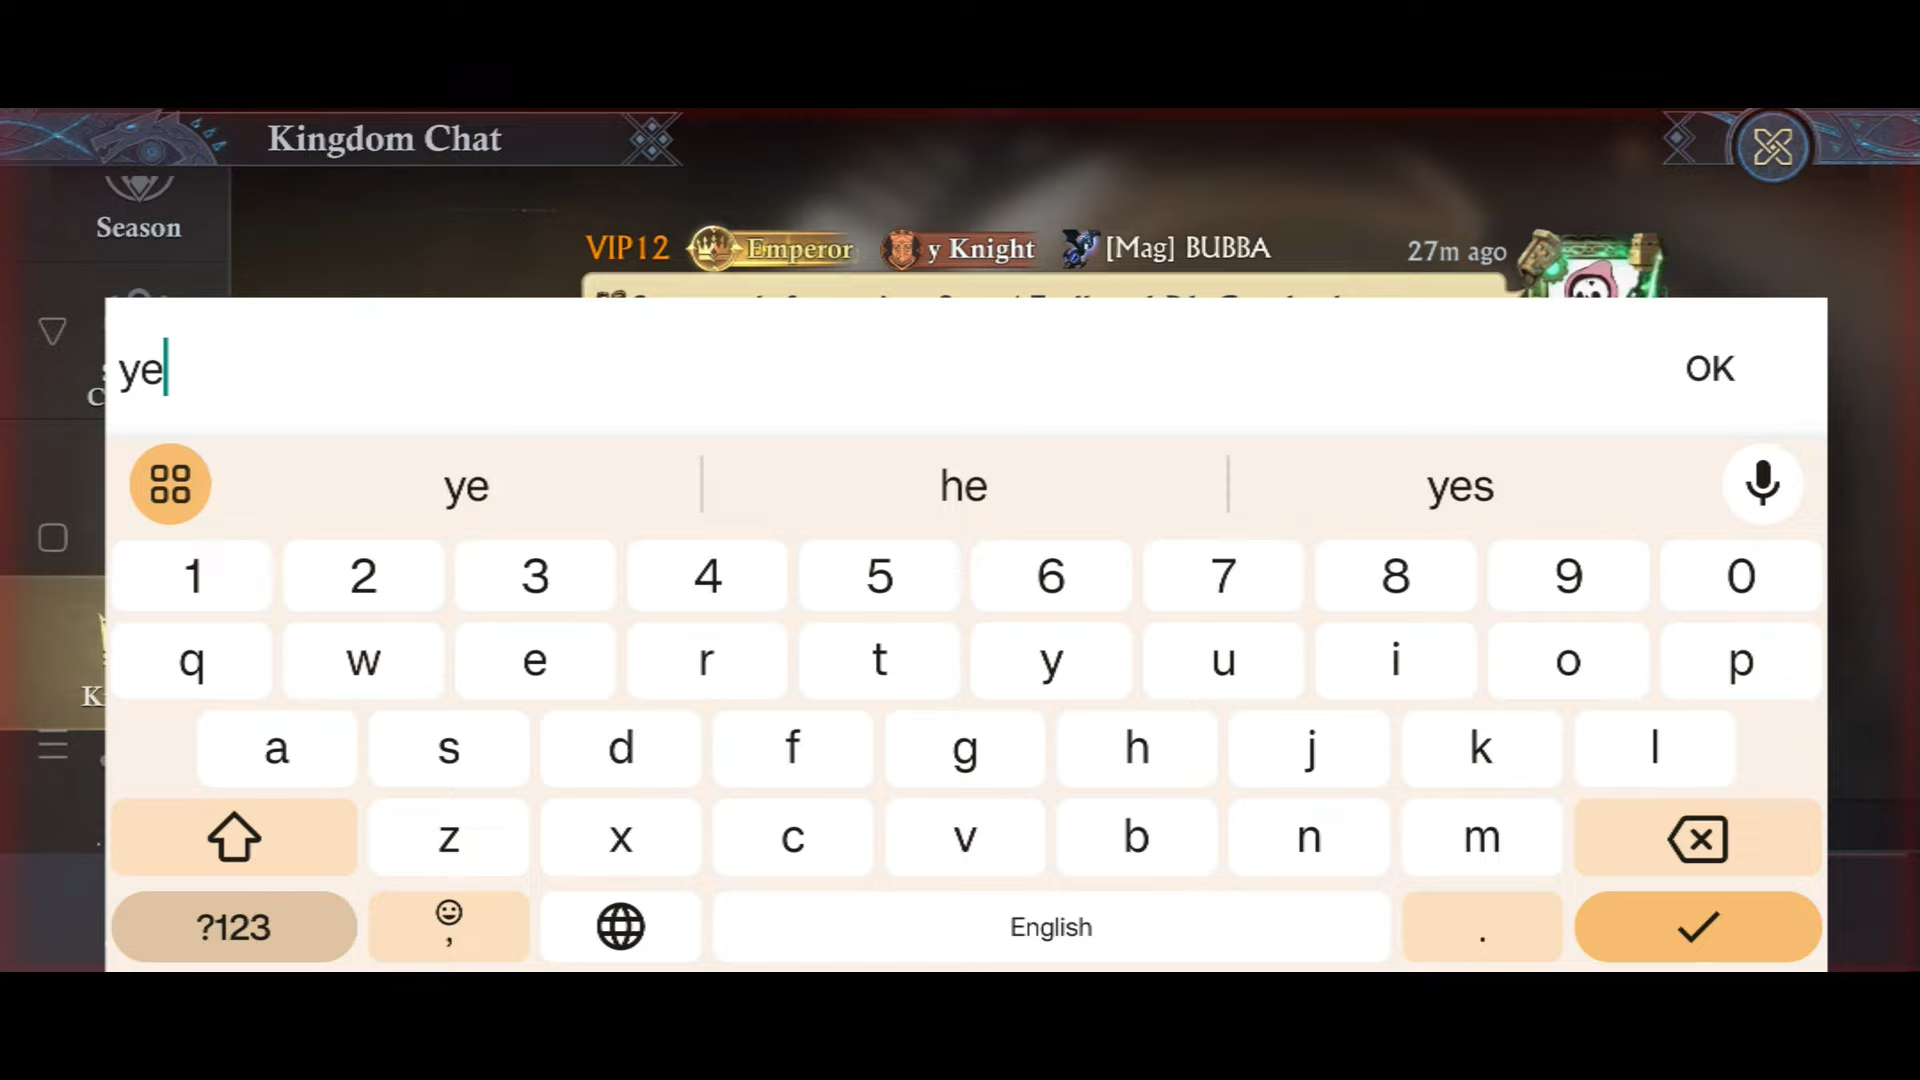 Kingdom Chat
Season
VIP12 Emperor y Knight [Mag] BUBBA 27m ago
ye OK
ye he yes
1 2 3 4 5 6 7 8 9 0
q w e r t y u i o p
a s d f g h j k l
z x c v b n m
?123 , English .